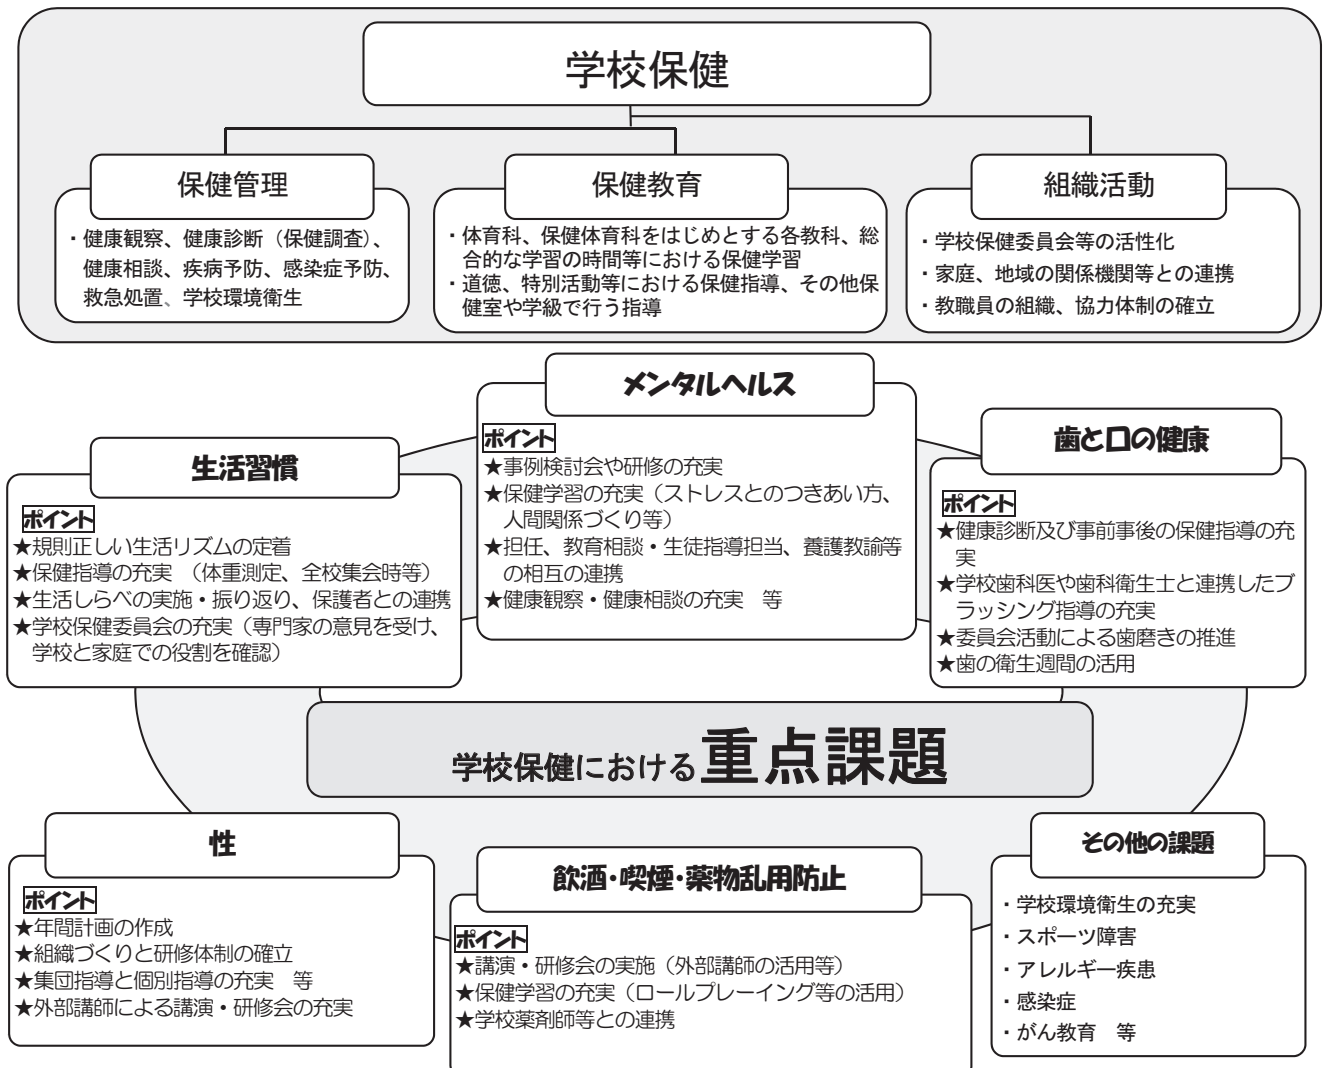 学校保健
保健管理
・健康観察、健康診断（保健調査）、
健康相談、疾病予防、感染症予防、
救急処置、学校環境衛生
保健教育
・体育科、保健体育科をはじめとする各教科、総
合的な学習の時間等における保健学習
・道徳、特別活動等における保健指導、その他保
健室や学級で行う指導
組織活動
・学校保健委員会等の活性化
・家庭、地域の関係機関等との連携
・教職員の組織、協力体制の確立
生活習慣
ポイント
★規則正しい生活リズムの定着
★保健指導の充実　（体重測定、全校集会時等）
★生活しらべの実施・振り返り、保護者との連携
★学校保健委員会の充実（専門家の意見を受け、
学校と家庭での役割を確認）
メンタルヘルス
ポイント
★事例検討会や研修の充実
★保健学習の充実（ストレスとのつきあい方、
人間関係づくり等）
★担任、教育相談・生徒指導担当、養護教諭等
の相互の連携
★健康観察・健康相談の充実　等
歯と口の健康
ポイント
★健康診断及び事前事後の保健指導の充
実
★学校歯科医や歯科衛生士と連携したブ
ラッシング指導の充実
★委員会活動による歯磨きの推進
★歯の衛生週間の活用
学校保健における重点課題
性
ポイント
★年間計画の作成
★組織づくりと研修体制の確立
★集団指導と個別指導の充実　等
★外部講師による講演・研修会の充実
飲酒・喫煙・薬物乱用防止
ポイント
★講演・研修会の実施（外部講師の活用等）
★保健学習の充実（ロールプレーイング等の活用）
★学校薬剤師等との連携
その他の課題
・学校環境衛生の充実
・スポーツ障害
・アレルギー疾患
・感染症
・がん教育　等